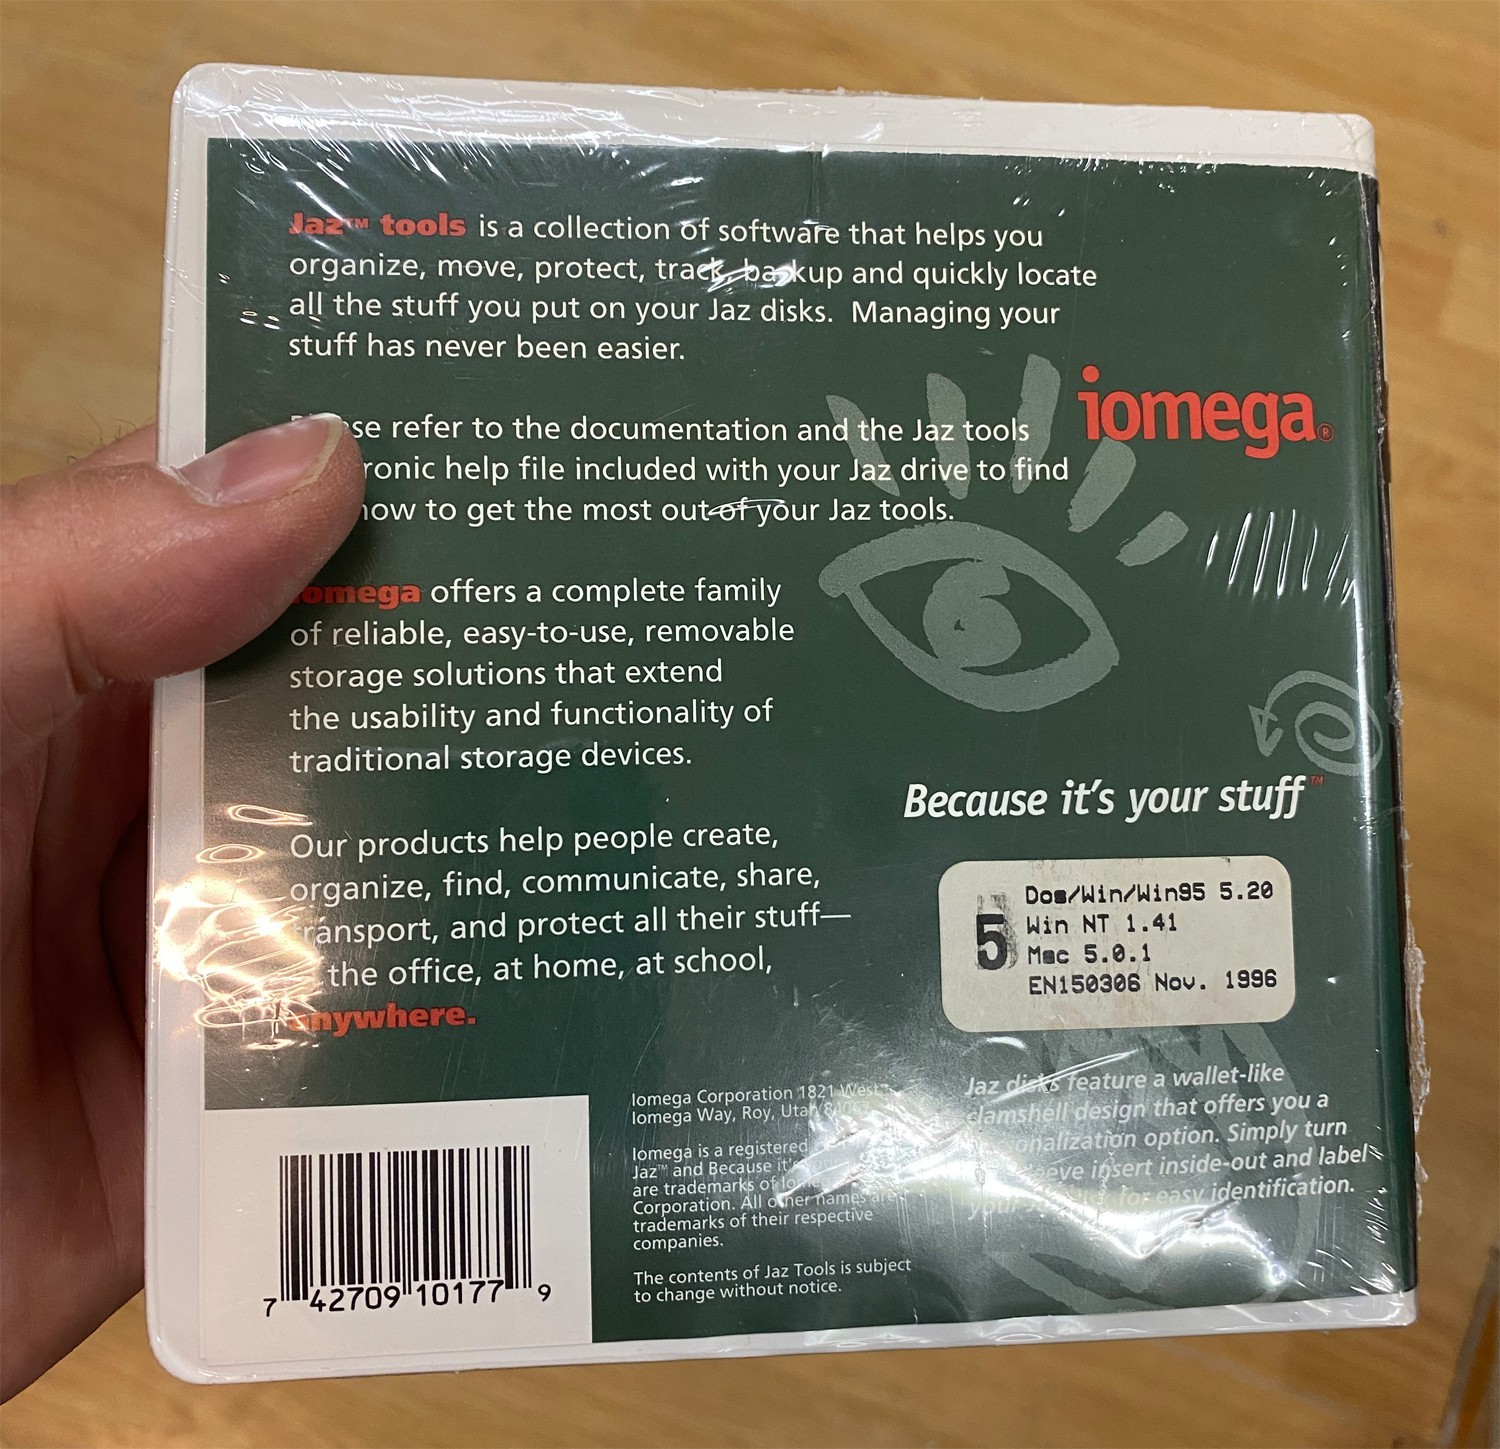 Jaz™ tools is a collection of software that helps you
organize, move, protect, track, backup and quickly locate
all the stuff you put on your Jaz disks. Managing your
stuff has never been easier.
refer to the documentation and the Jaz tools
help file included with your Jaz drive to find
how to get the most out of your Jaz tools.
iomega®
iomega offers a complete family
of reliable, easy-to-use, removable
storage solutions that extend
the usability and functionality of
traditional storage devices.
Because it's your stuff™
Our products help people create,
organize, find, communicate, share,
transport, and protect all their stuff—
the office, at home, at school,
anywhere.
5
Dos/Win/Win95 5.20
Win NT 1.41
Mac 5.0.1
EN150306 Nov. 1996
Iomega Corporation 1821 West
Iomega Way, Roy, Utah
Iomega is a registered
Jaz™ and Because it's your
are trademarks of Iomega
Corporation. All other names are
trademarks of their respective
companies.
The contents of Jaz Tools is subject
to change without notice.
Jaz disks feature a wallet-like
clamshell design that offers you a
option. Simply turn
insert inside-out and label
your for easy identification.
7 42709 10177 9